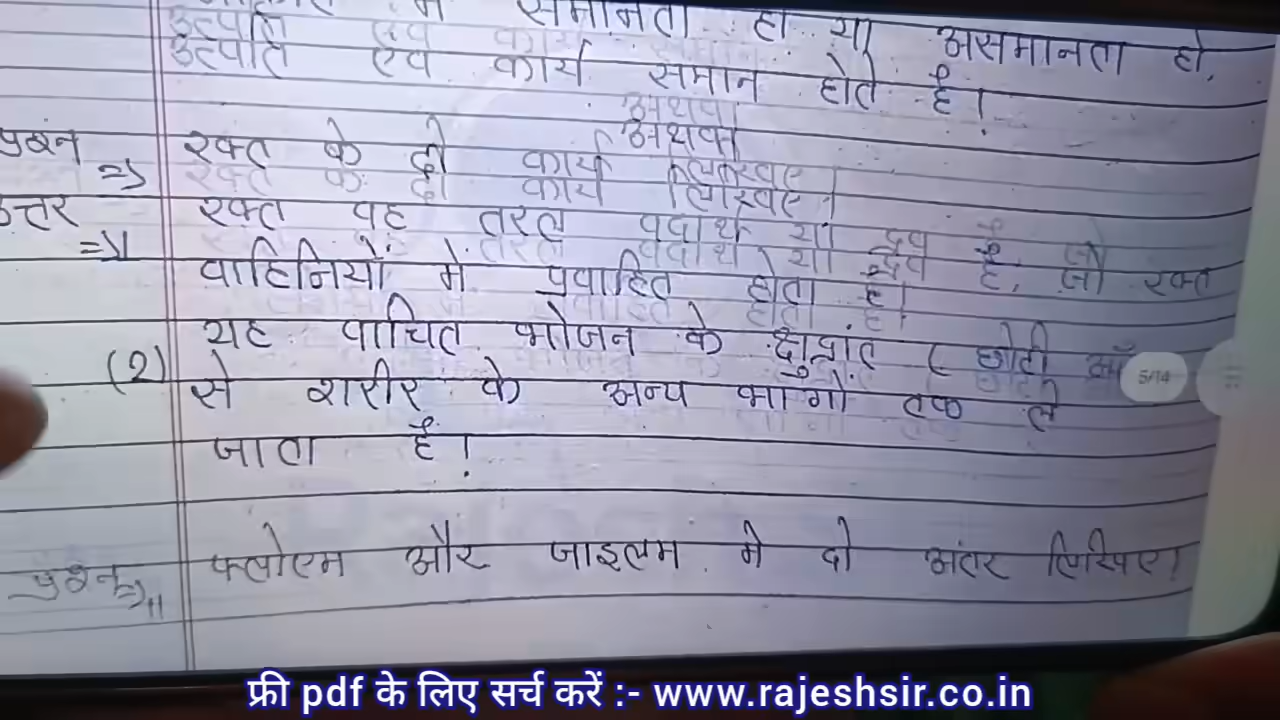 में समानता हो या असमानता हो,
उत्पति एवं कार्य समान होते है।
अथवा
प्रश्न => रक्त के दो कार्य लिखिए।
उत्तर => रक्त वह तरल पदार्थ या द्रव है, जो रक्त
वाहिनियों में प्रवाहित होता है।
(2) यह पाचित भोजन के क्षुद्रांत ( छोटी आँ
से शरीर के अन्य भागों तक ले
जाता है।
5/14
प्रश्न => फ्लोएम और जाइलम में दो अंतर लिखिए।
फ्री pdf के लिए सर्च करें :- www.rajeshsir.co.in